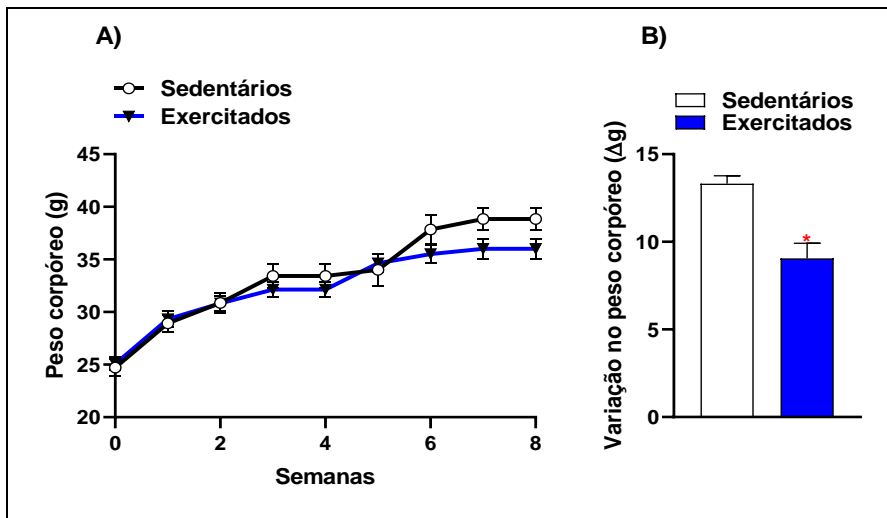 A)
Sedentários
Exercitados
Peso corpóreo (g)
45
40
35
30
25
20
0
2
4
6
8
Semanas
B)
Sedentários
Exercitados
Variação no peso corpóreo (Δg)
15
10
5
0
*